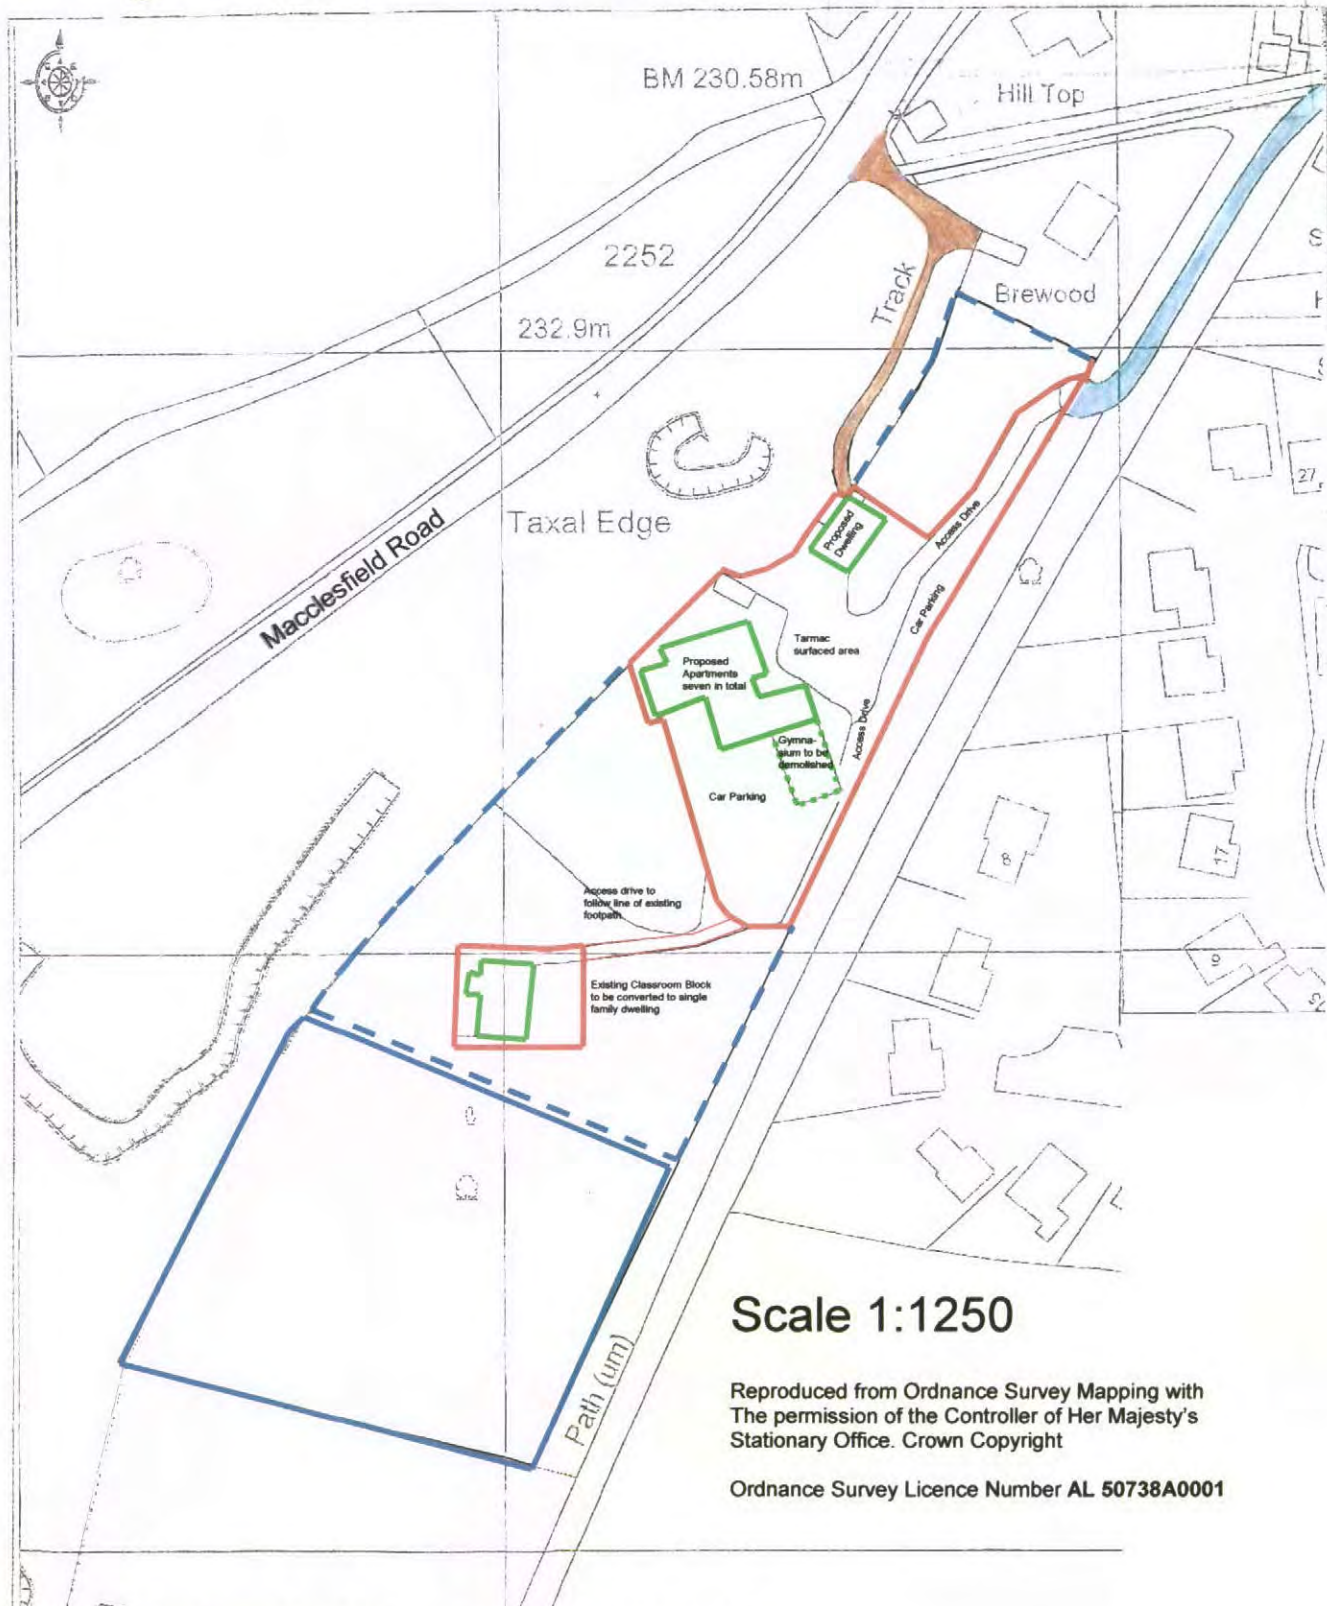 BM 230.58m
Hill Top
2252
Track
Brewood
232.9m
27
Taxal Edge
Macclesfield Road
Proposed
Dwelling
Access Drive
Car Parking
Tarmac
surfaced area
Proposed
Apartments
seven in total
Access Drive
Gymna-
sium to be
demolished
Car Parking
8
17
Access drive to
follow line of existing
footpath
Existing Classroom Block
to be converted to single
family dwelling
Path (um)
Scale 1:1250
Reproduced from Ordnance Survey Mapping with
The permission of the Controller of Her Majesty's
Stationary Office. Crown Copyright
Ordnance Survey Licence Number AL 50738A0001